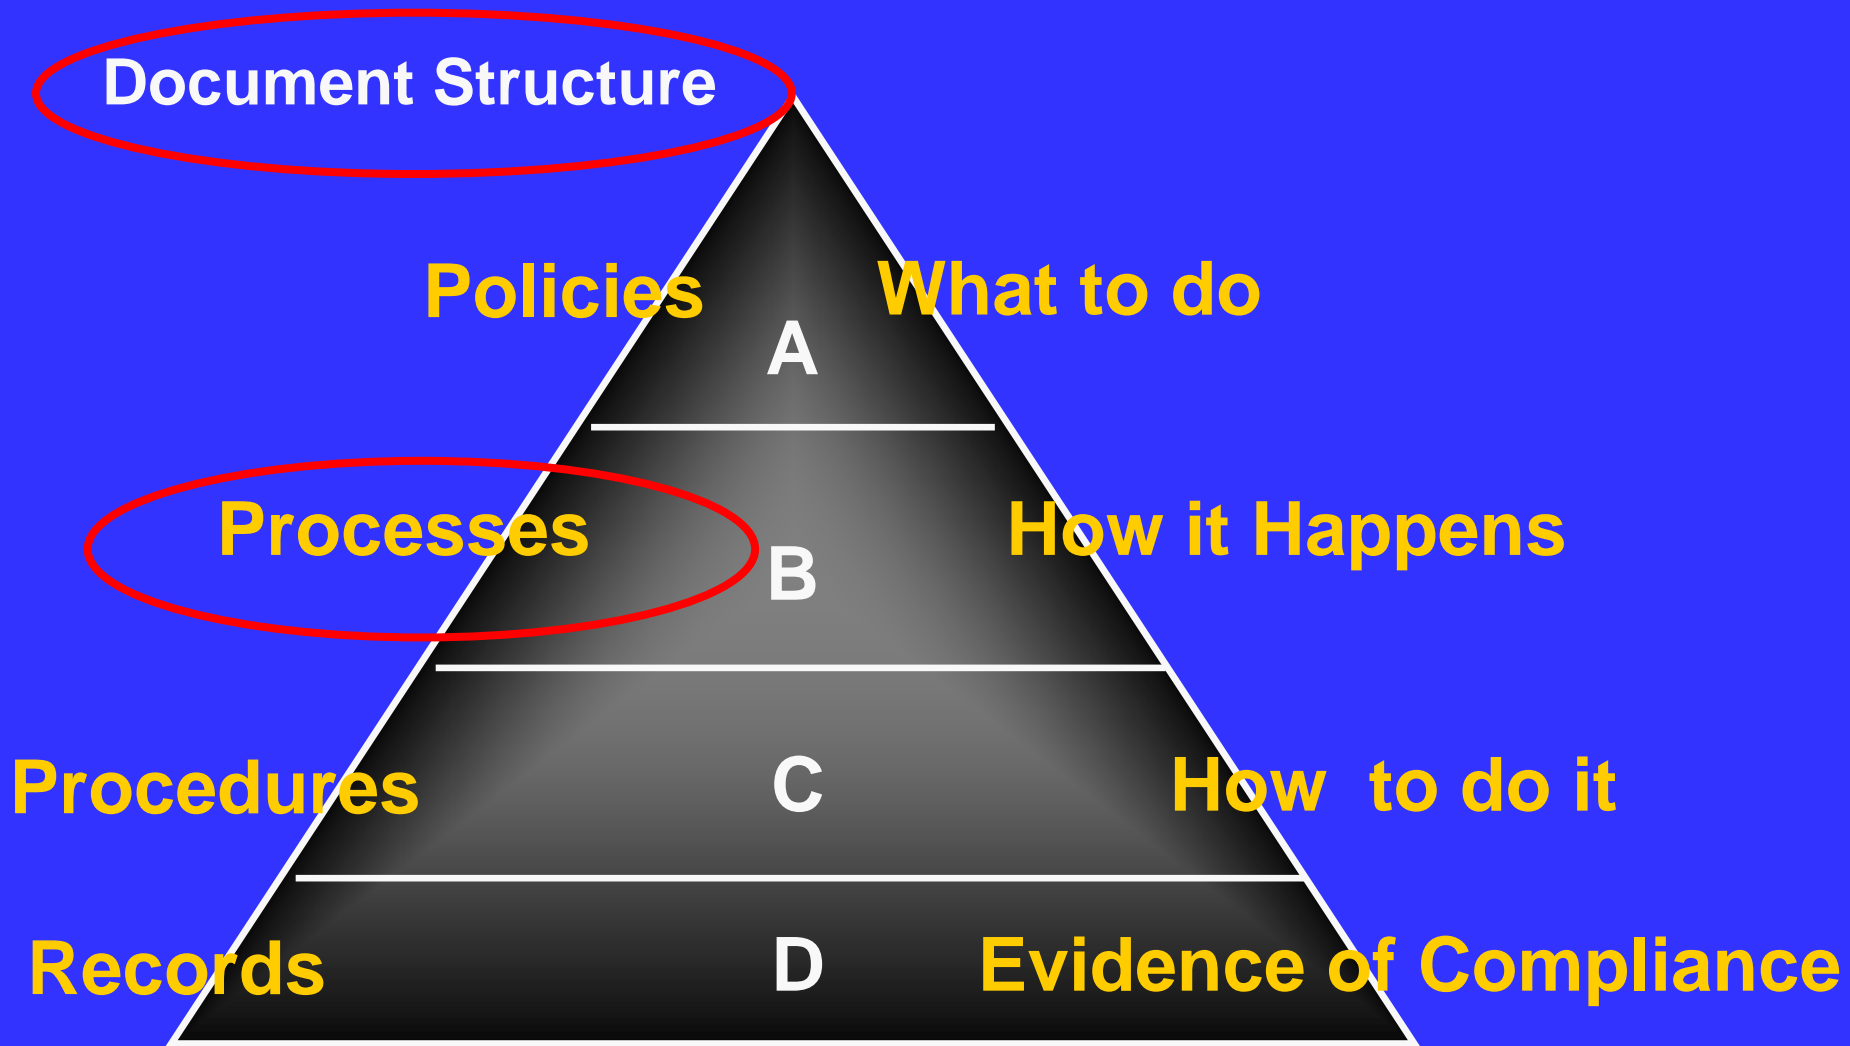 Document Structure
Policies
What to do
A
Processes
How it Happens
B
Procedures
C
How to do it
Records
D
Evidence of Compliance